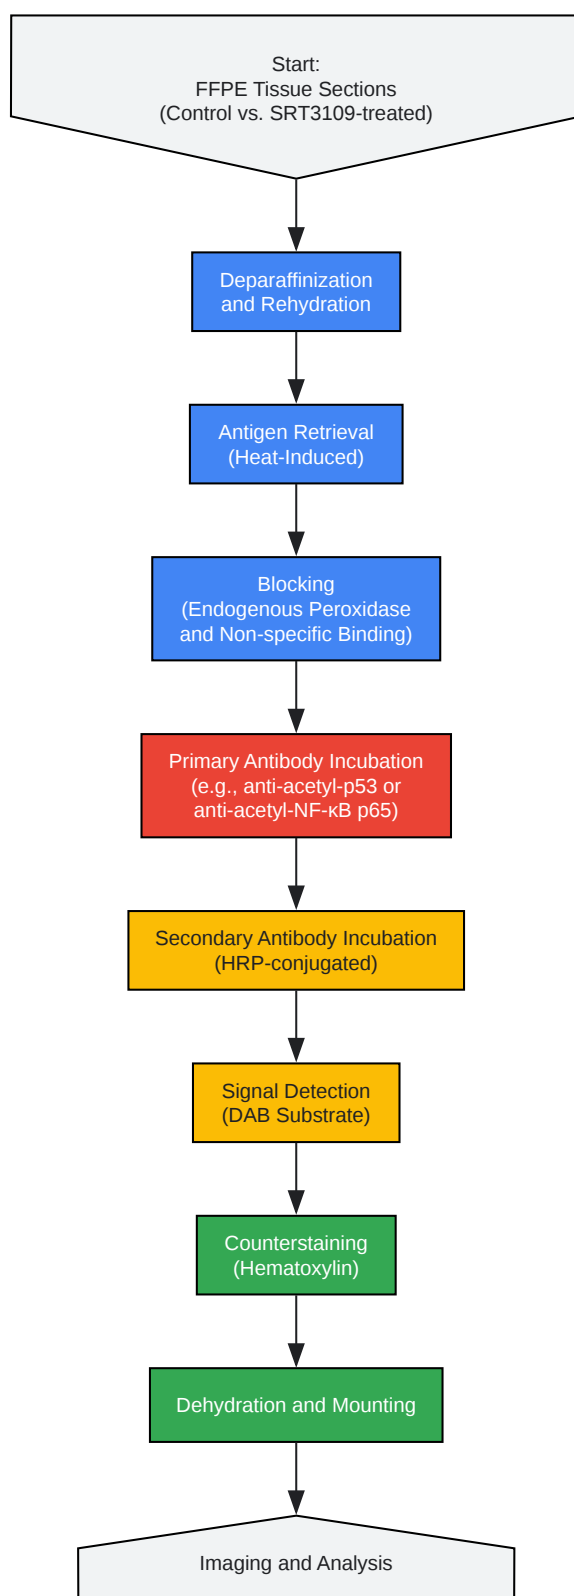 Start:
FFPE Tissue Sections
(Control vs. SRT3109-treated)
Deparaffinization
and Rehydration
Antigen Retrieval
(Heat-Induced)
Blocking
(Endogenous Peroxidase
and Non-specific Binding)
Primary Antibody Incubation
(e.g., anti-acetyl-p53 or
anti-acetyl-NF-κB p65)
Secondary Antibody Incubation
(HRP-conjugated)
Signal Detection
(DAB Substrate)
Counterstaining
(Hematoxylin)
Dehydration and Mounting
Imaging and Analysis